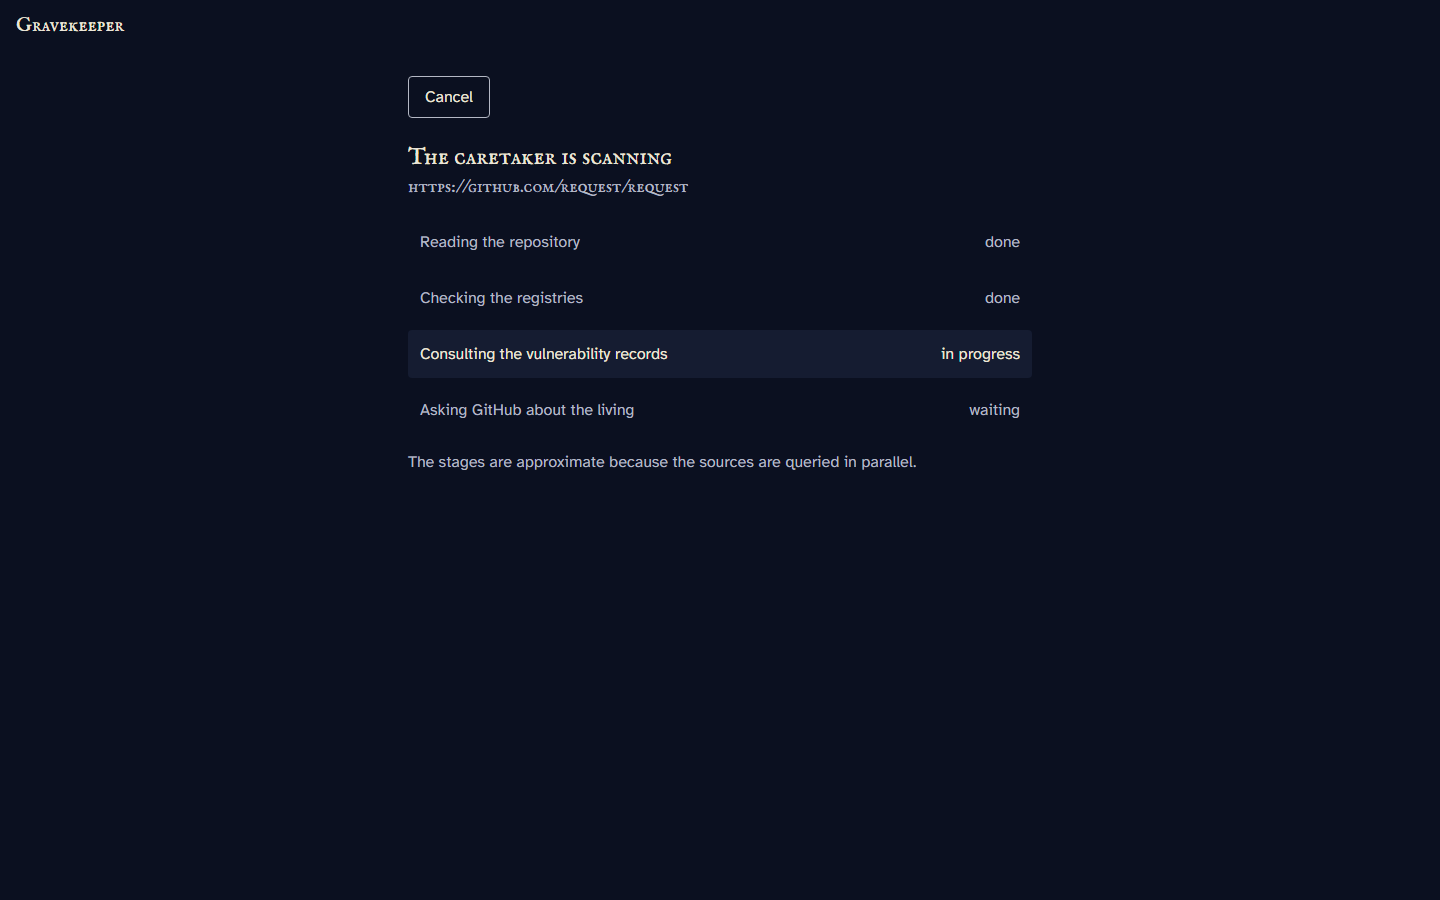 Gravekeeper
Cancel
The caretaker is scanning
https://github.com/request/request
Reading the repository done
Checking the registries done
Consulting the vulnerability records in progress
Asking GitHub about the living waiting
The stages are approximate because the sources are queried in parallel.